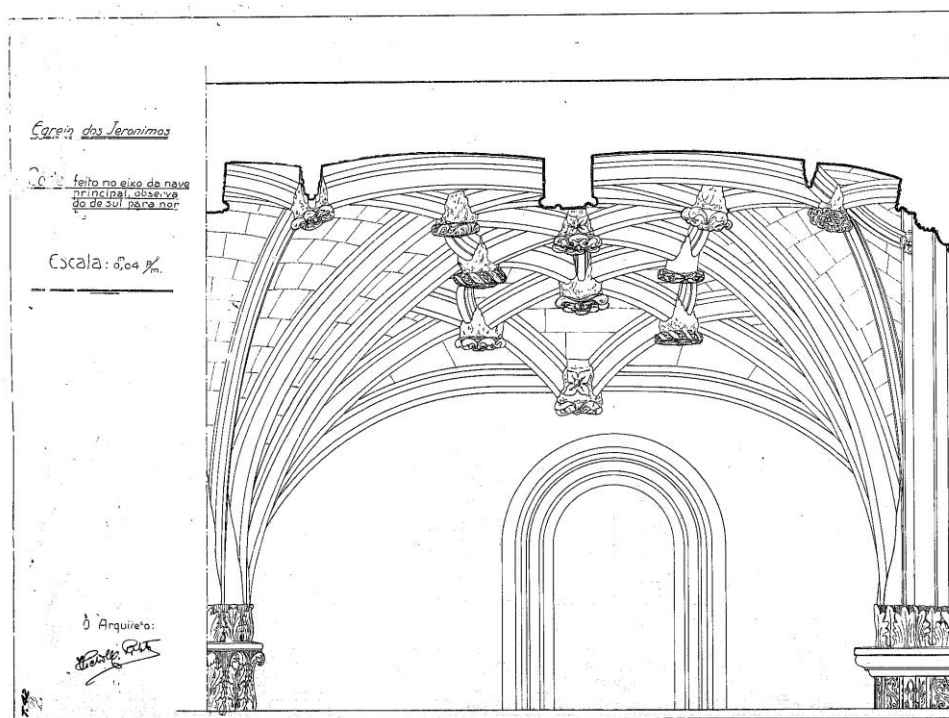 Egreja dos Jeronimos
feito no eixo da nave
principal, observa
do de sul para nor
Escala: 0,04 p/m.
O Arquiteto: